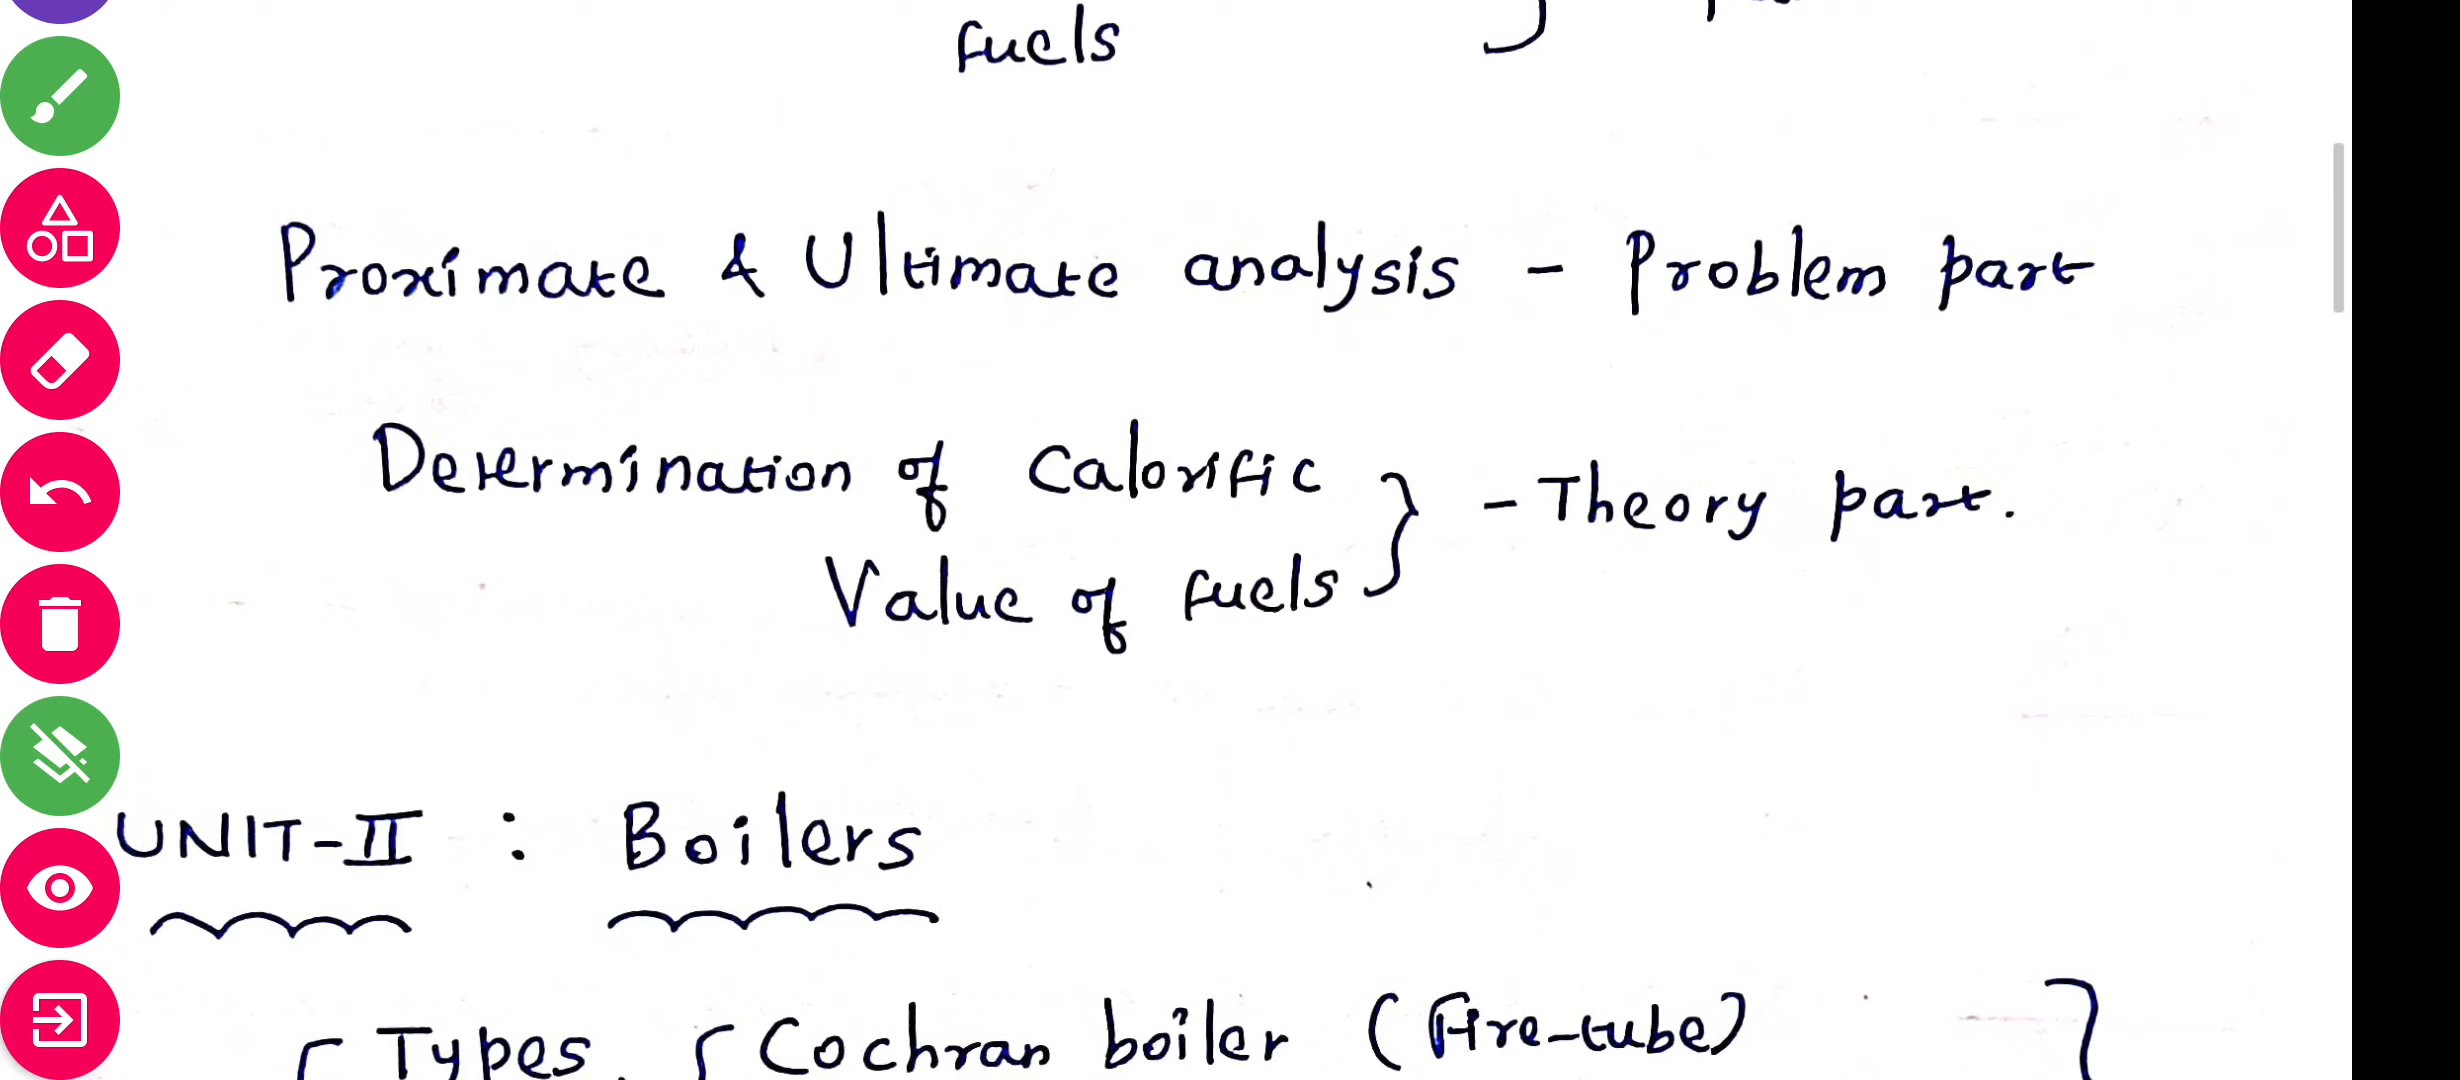 fuels
Proximate & Ultimate analysis - Problem part
Determination of Calorific
Value of fuels } - Theory part.
UNIT-II : Boilers
Types. { Cochran boiler (Fire-tube)